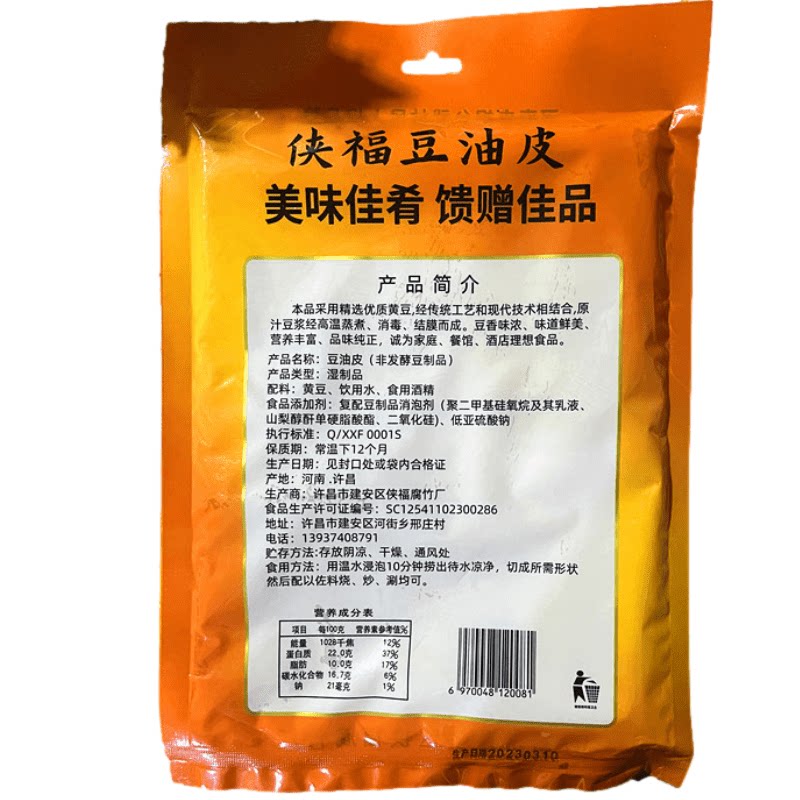 侠福豆油皮
美味佳肴 馈赠佳品
产品简介
本品采用精选优质黄豆,经传统工艺和现代技术相结合,原
汁豆浆经高温蒸煮、消毒、结膜而成。豆香味浓、味道鲜美、
营养丰富、品味纯正，诚为家庭、餐馆、酒店理想食品。
产品名称：豆油皮（非发酵豆制品）
产品类型：湿制品
配料：黄豆、饮用水、食用酒精
食品添加剂：复配豆制品消泡剂（聚二甲基硅氧烷及其乳液、
山梨醇酐单硬脂酸酯、二氧化硅)、低亚硫酸钠
执行标准：Q/XXF 0001S
保质期：常温下12个月
生产日期：见封口处或袋内合格证
产地：河南.许昌
生产商：许昌市建安区侠福腐竹厂
食品生产许可证编号：SC12541102300286
地址：许昌市建安区河街乡邢庄村
电话：13937408791
贮存方法:存放阴凉、干燥、通风处
食用方法：用温水浸泡10分钟捞出待水凉净，切成所需形状
然后配以佐料烧、炒、涮均可。
营养成分表
项目 每100克 营养素参考值%
能量 1028千焦 12%
蛋白质 22.0克 37%
脂肪 10.0克 17%
碳水化合物 16.7克 6%
钠 21毫克 1%
6 970048 120081
生产日期20230310